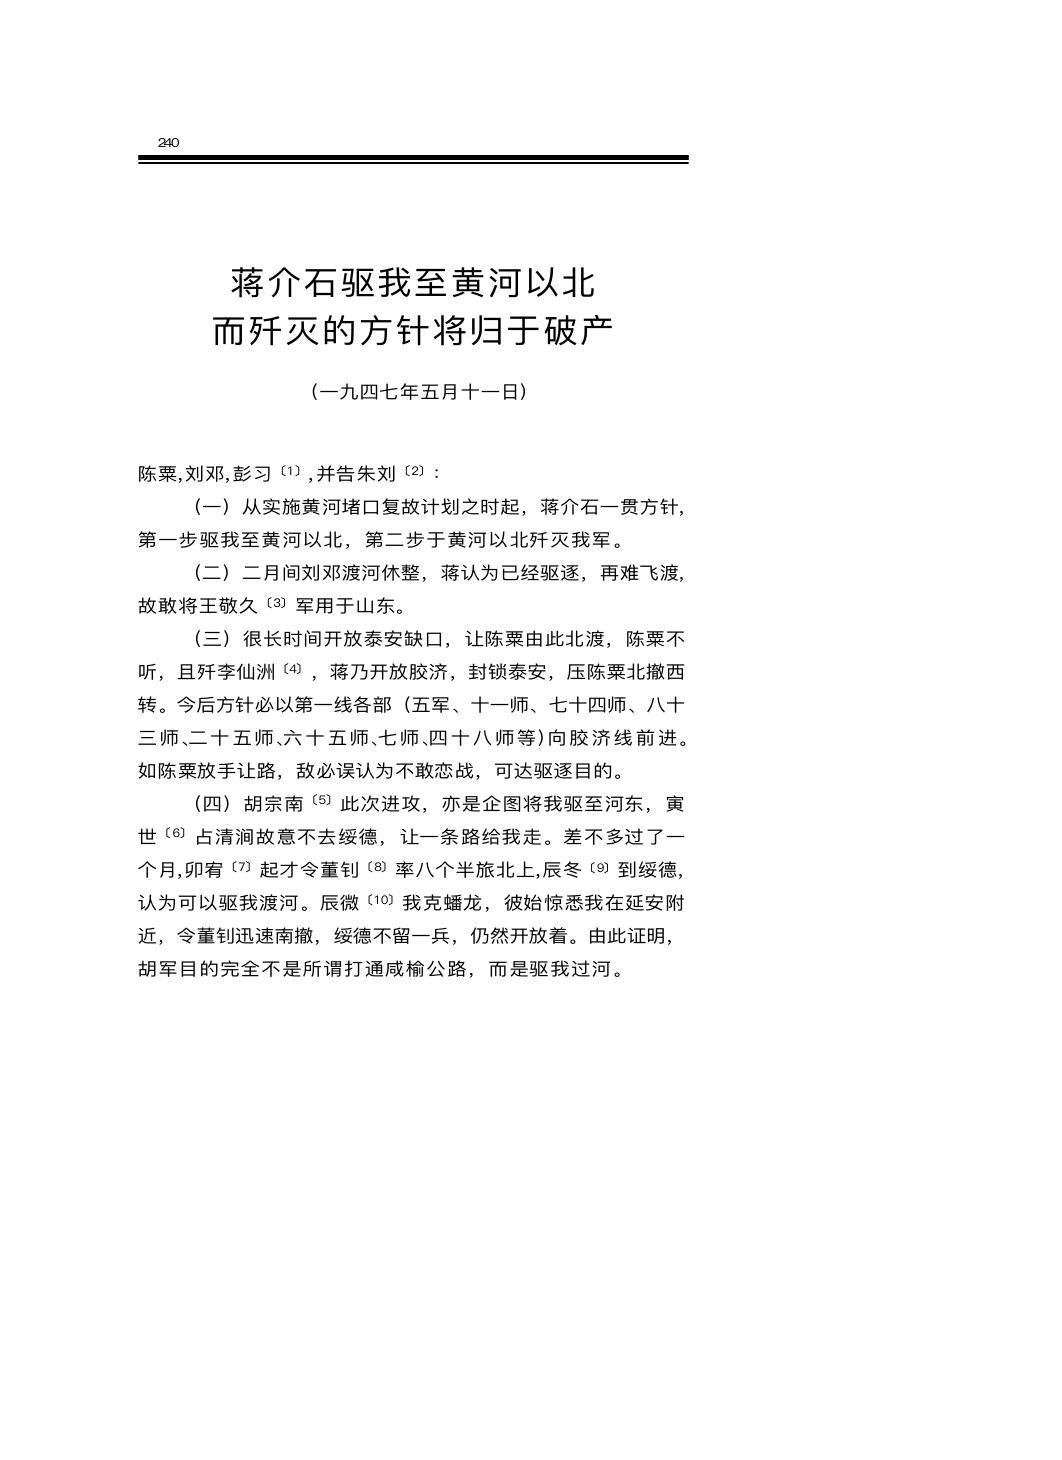 240
蒋介石驱我至黄河以北
而歼灭的方针将归于破产
（一九四七年五月十一日）
陈粟,刘邓,彭习〔1〕,并告朱刘〔2〕：
（一）从实施黄河堵口复故计划之时起，蒋介石一贯方针,
第一步驱我至黄河以北，第二步于黄河以北歼灭我军。
（二）二月间刘邓渡河休整，蒋认为已经驱逐，再难飞渡,
故敢将王敬久〔3〕军用于山东。
（三）很长时间开放泰安缺口，让陈粟由此北渡，陈粟不
听，且歼李仙洲〔4〕，蒋乃开放胶济，封锁泰安，压陈粟北撤西
转。今后方针必以第一线各部（五军、十一师、七十四师、八十
三师、二十五师、六十五师、七师、四十八师等)向胶济线前进。
如陈粟放手让路，敌必误认为不敢恋战，可达驱逐目的。
（四）胡宗南〔5〕此次进攻，亦是企图将我驱至河东，寅
世〔6〕占清涧故意不去绥德，让一条路给我走。差不多过了一
个月,卯宥〔7〕起才令董钊〔8〕率八个半旅北上,辰冬〔9〕到绥德,
认为可以驱我渡河。辰微〔10〕我克蟠龙，彼始惊悉我在延安附
近，令董钊迅速南撤，绥德不留一兵，仍然开放着。由此证明，
胡军目的完全不是所谓打通咸榆公路，而是驱我过河。